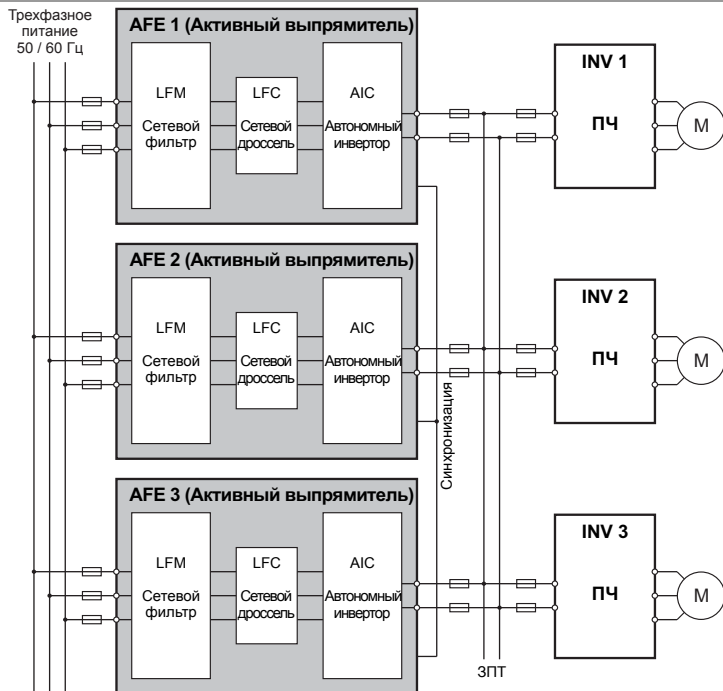 Трехфазное
питание
50 / 60 Гц
AFE 1 (Активный выпрямитель)
LFM
Сетевой
фильтр
LFC
Сетевой
дроссель
AIC
Автономный
инвертор
INV 1
ПЧ
M
AFE 2 (Активный выпрямитель)
LFM
Сетевой
фильтр
LFC
Сетевой
дроссель
AIC
Автономный
инвертор
Синхронизация
INV 2
ПЧ
M
AFE 3 (Активный выпрямитель)
LFM
Сетевой
фильтр
LFC
Сетевой
дроссель
AIC
Автономный
инвертор
INV 3
ПЧ
M
ЗПТ